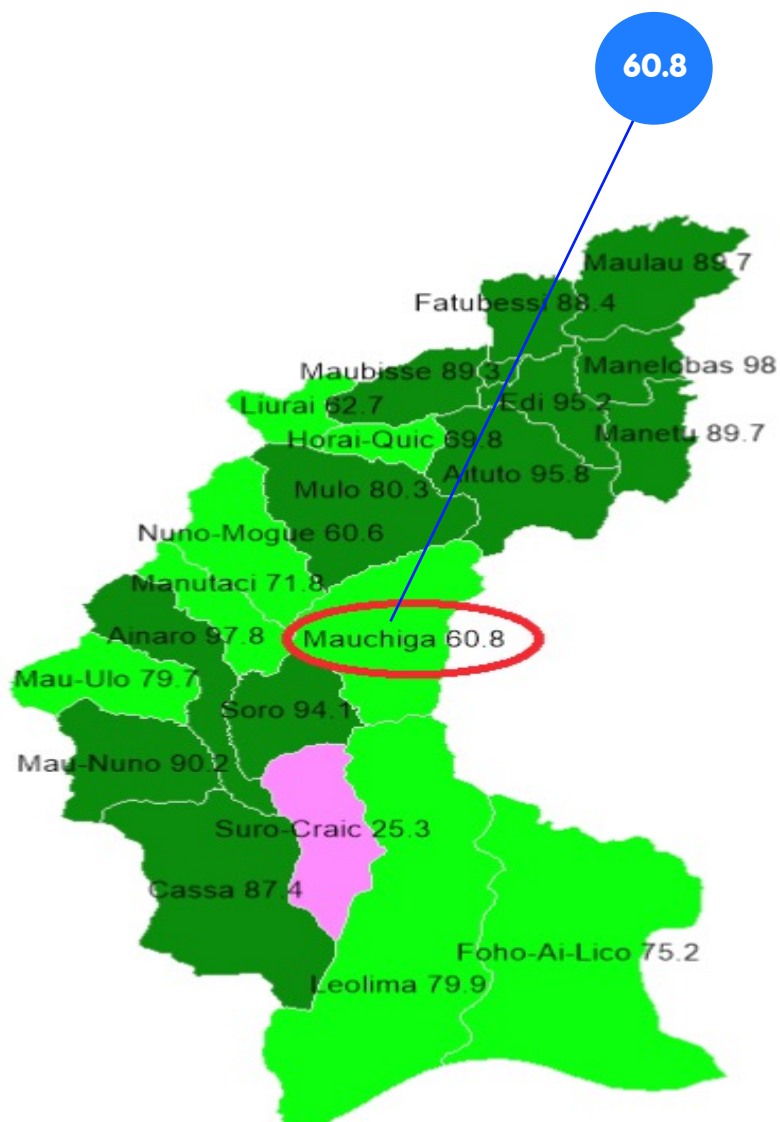 60.8
Maulau 89.7
Fatubessi 88.4
Manelobas 98
Maubisse 89.3
Edi 95.2
Liurai 62.7
Manetu 89.7
Horai-Quic 69.8
Aituto 95.8
Mulo 80.3
Nuno-Mogue 60.6
Manutaci 71.8
Ainaro 97.8
Mauchiga 60.8
Mau-Ulo 79.7
Soro 94.1
Mau-Nuno 90.2
Suro-Craic 25.3
Cassa 87.4
Foho-Ai-Lico 75.2
Leolima 79.9